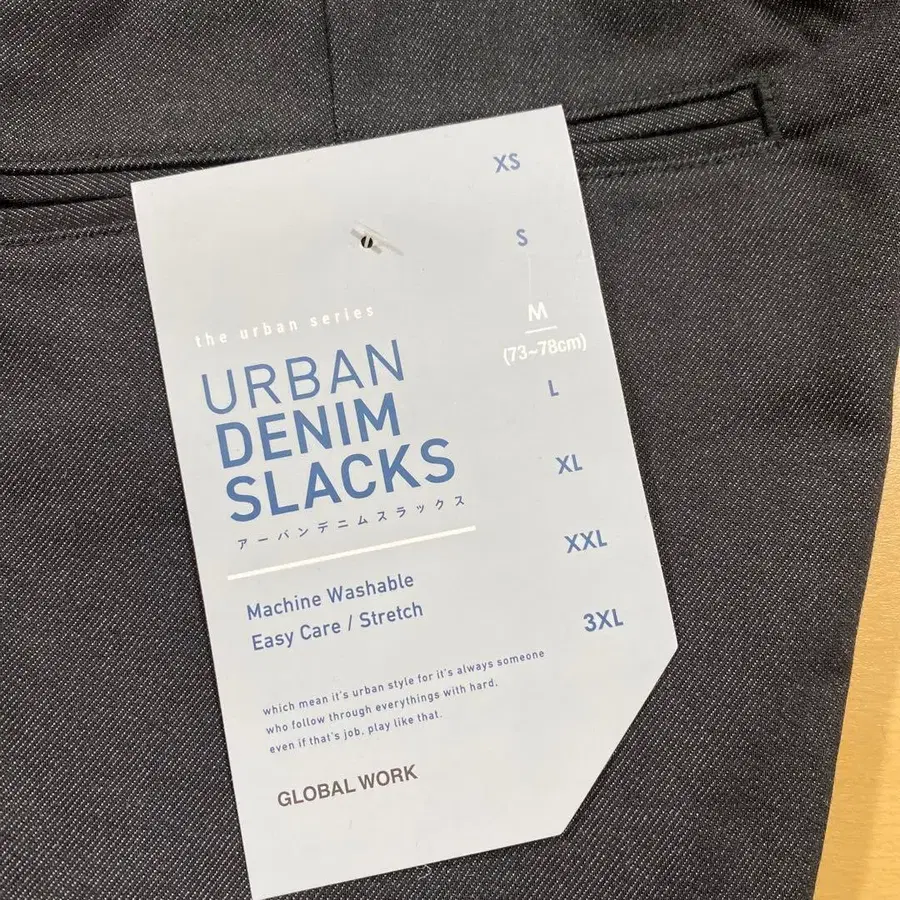 XS
S
M
(73~78cm)
L
XL
XXL
3XL
the urban series
URBAN
DENIM
SLACKS
アーバンデニムスラックス
Machine Washable
Easy Care / Stretch
which mean it's urban style for it's always someone
who follow through everythings with hard,
even if that's job, play like that.
GLOBAL WORK